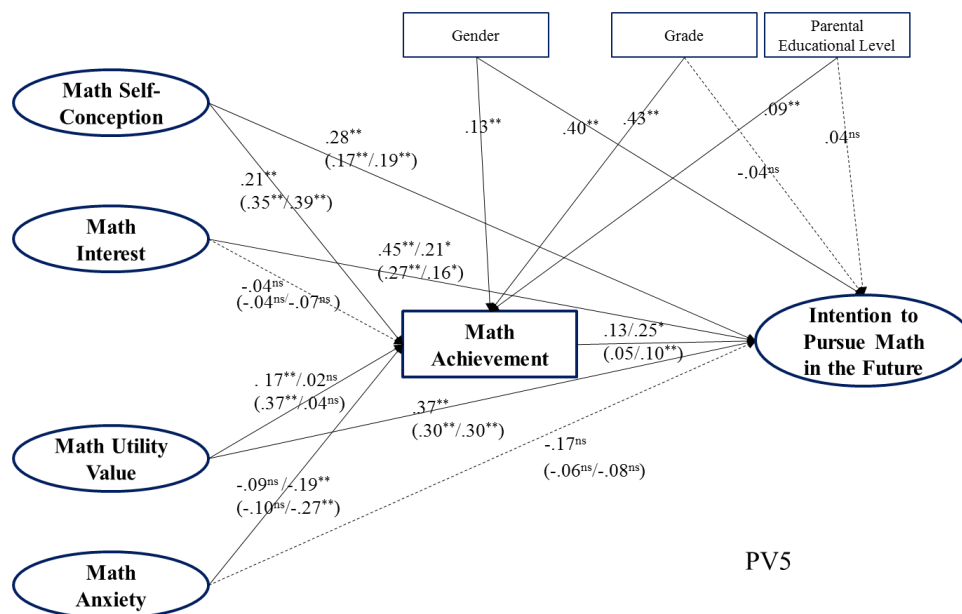 Gender
Grade
Parental
Educational Level
Math Self-
Conception
.13**
.40**
.43**
.09**
.04ns
-.04ns
.28**
(.17**/.19**)
.21**
(.35**/.39**)
Math
Interest
.45**/.21*
(.27**/.16*)
-.04ns
(-.04ns/-.07ns)
Math
Achievement
.13/.25*
(.05/.10**)
Intention to
Pursue Math
in the Future
. 17**/.02ns
(.37**/.04ns)
.37**
(.30**/.30**)
Math Utility
Value
-.17ns
(-.06ns/-.08ns)
-.09ns/-.19**
(-.10ns/-.27**)
Math
Anxiety
PV5